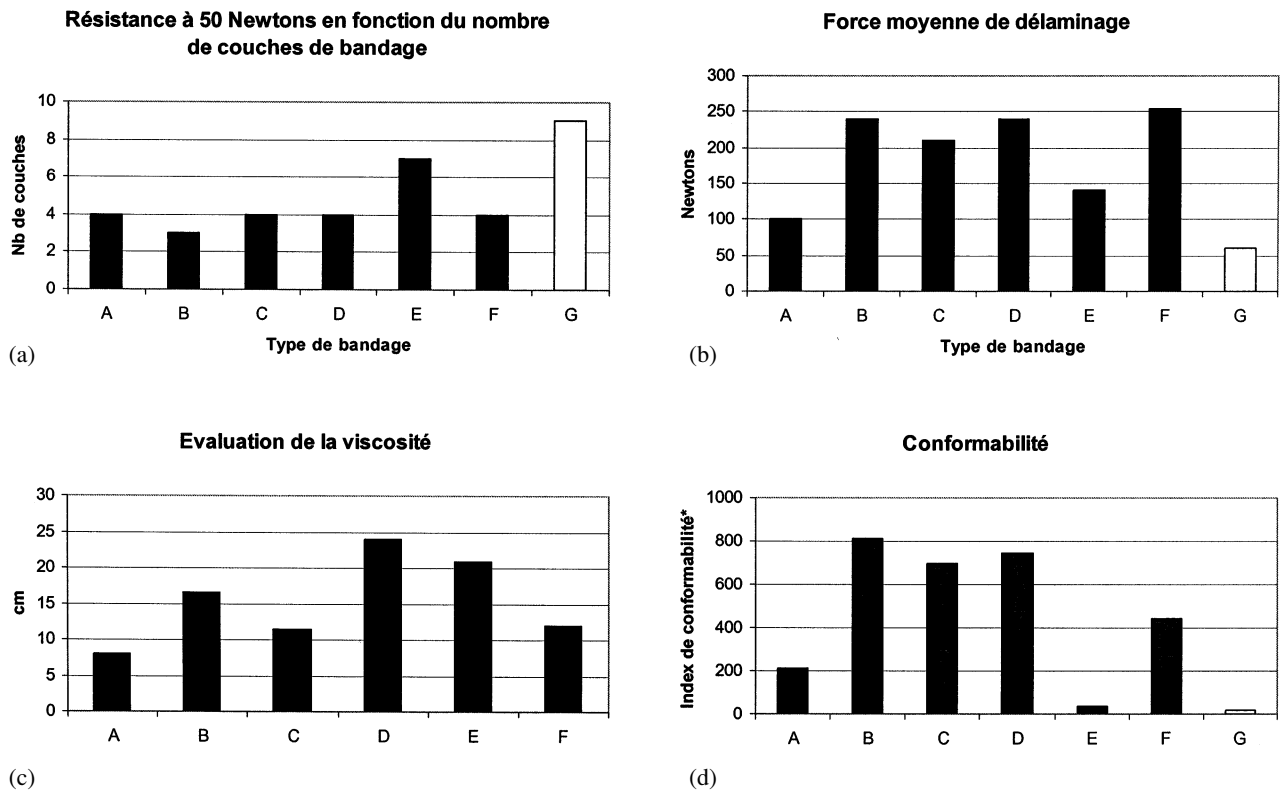 Résistance à 50 Newtons en fonction du nombre
de couches de bandage
Nb de couches
10
8
6
4
2
0
A B C D E F G
Type de bandage
(a)
Force moyenne de délaminage
Newtons
300
250
200
150
100
50
0
A B C D E F G
Type de bandage
(b)
Evaluation de la viscosité
cm
30
25
20
15
10
5
0
A B C D E F
(c)
Conformabilité
Index de conformabilité*
1000
800
600
400
200
0
A B C D E F G
(d)